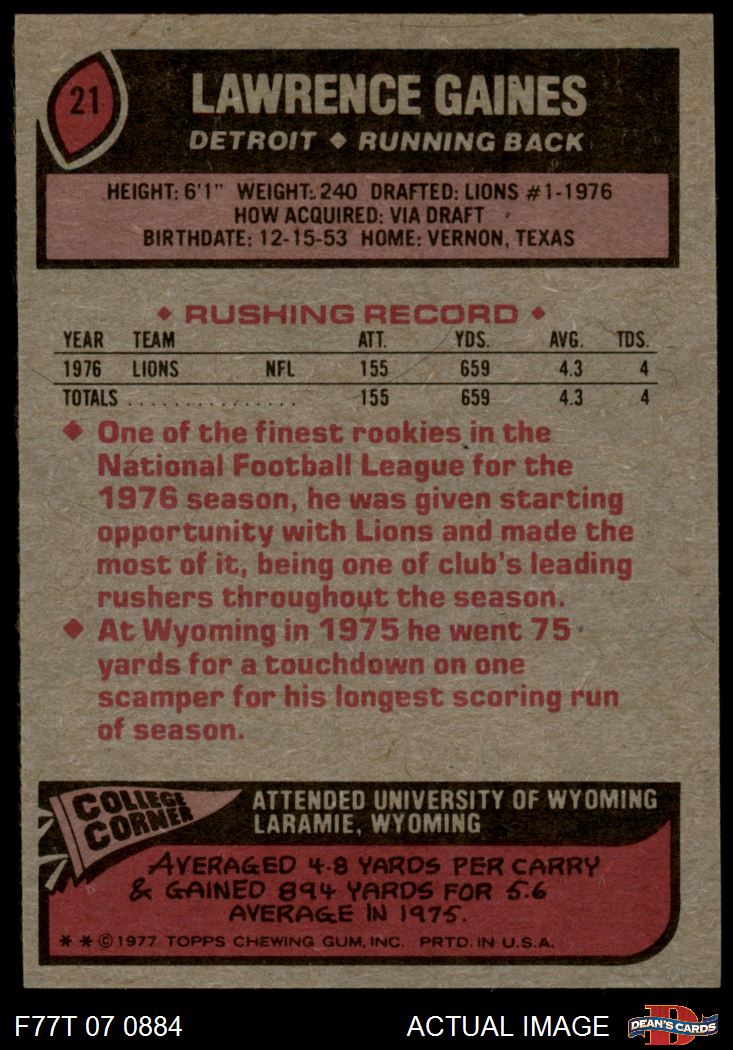 21
LAWRENCE GAINES
DETROIT ◆ RUNNING BACK
HEIGHT: 6'1" WEIGHT: 240 DRAFTED: LIONS #1-1976
HOW ACQUIRED: VIA DRAFT
BIRTHDATE: 12-15-53 HOME: VERNON, TEXAS
◆ RUSHING RECORD ◆
YEAR TEAM ATT. YDS. AVG. TDS.
1976 LIONS NFL 155 659 4.3 4
TOTALS . . . . . . . . . . . . . . . 155 659 4.3 4
◆ One of the finest rookies in the
National Football League for the
1976 season, he was given starting
opportunity with Lions and made the
most of it, being one of club's leading
rushers throughout the season.
◆ At Wyoming in 1975 he went 75
yards for a touchdown on one
scamper for his longest scoring run
of season.
COLLEGE
CORNER
ATTENDED UNIVERSITY OF WYOMING
LARAMIE, WYOMING
AVERAGED 4.8 YARDS PER CARRY
& GAINED 894 YARDS FOR 5.6
AVERAGE IN 1975.
* * © 1977 TOPPS CHEWING GUM, INC. PRTD. IN U.S.A.
F77T 07 0884 ACTUAL IMAGE
D
DEAN'S CARDS